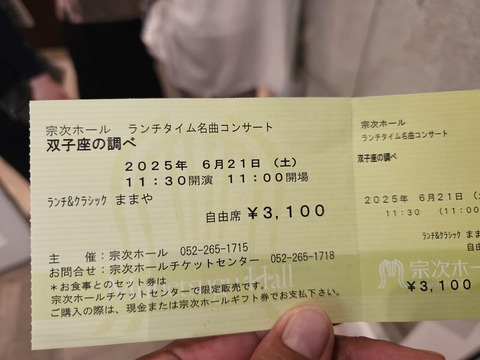 宗次ホール　ランチタイム名曲コンサート
双子座の調べ
２０２５年　６月２１日（土）
１１：３０開演　１１：００開場
ﾗﾝﾁ&ｸﾗｼｯｸ ままや
自由席 ￥３,１００
主　催：宗次ホール　052-265-1715
お問合せ：宗次ホールチケットセンター　052-265-1718
＊お食事とのセット券は
宗次ホールチケットセンターで限定販売です。
ご購入の際は、現金または宗次ホールギフト券でお支払下さい。
宗次ホール
ランチタイム名曲コンサート
双子座の調べ
２０２５年　６月２１日（
１１：３０　（１１：００
ﾗﾝﾁ&ｸﾗｼｯｸ まま
自由
宗次ホー
￥３,１００